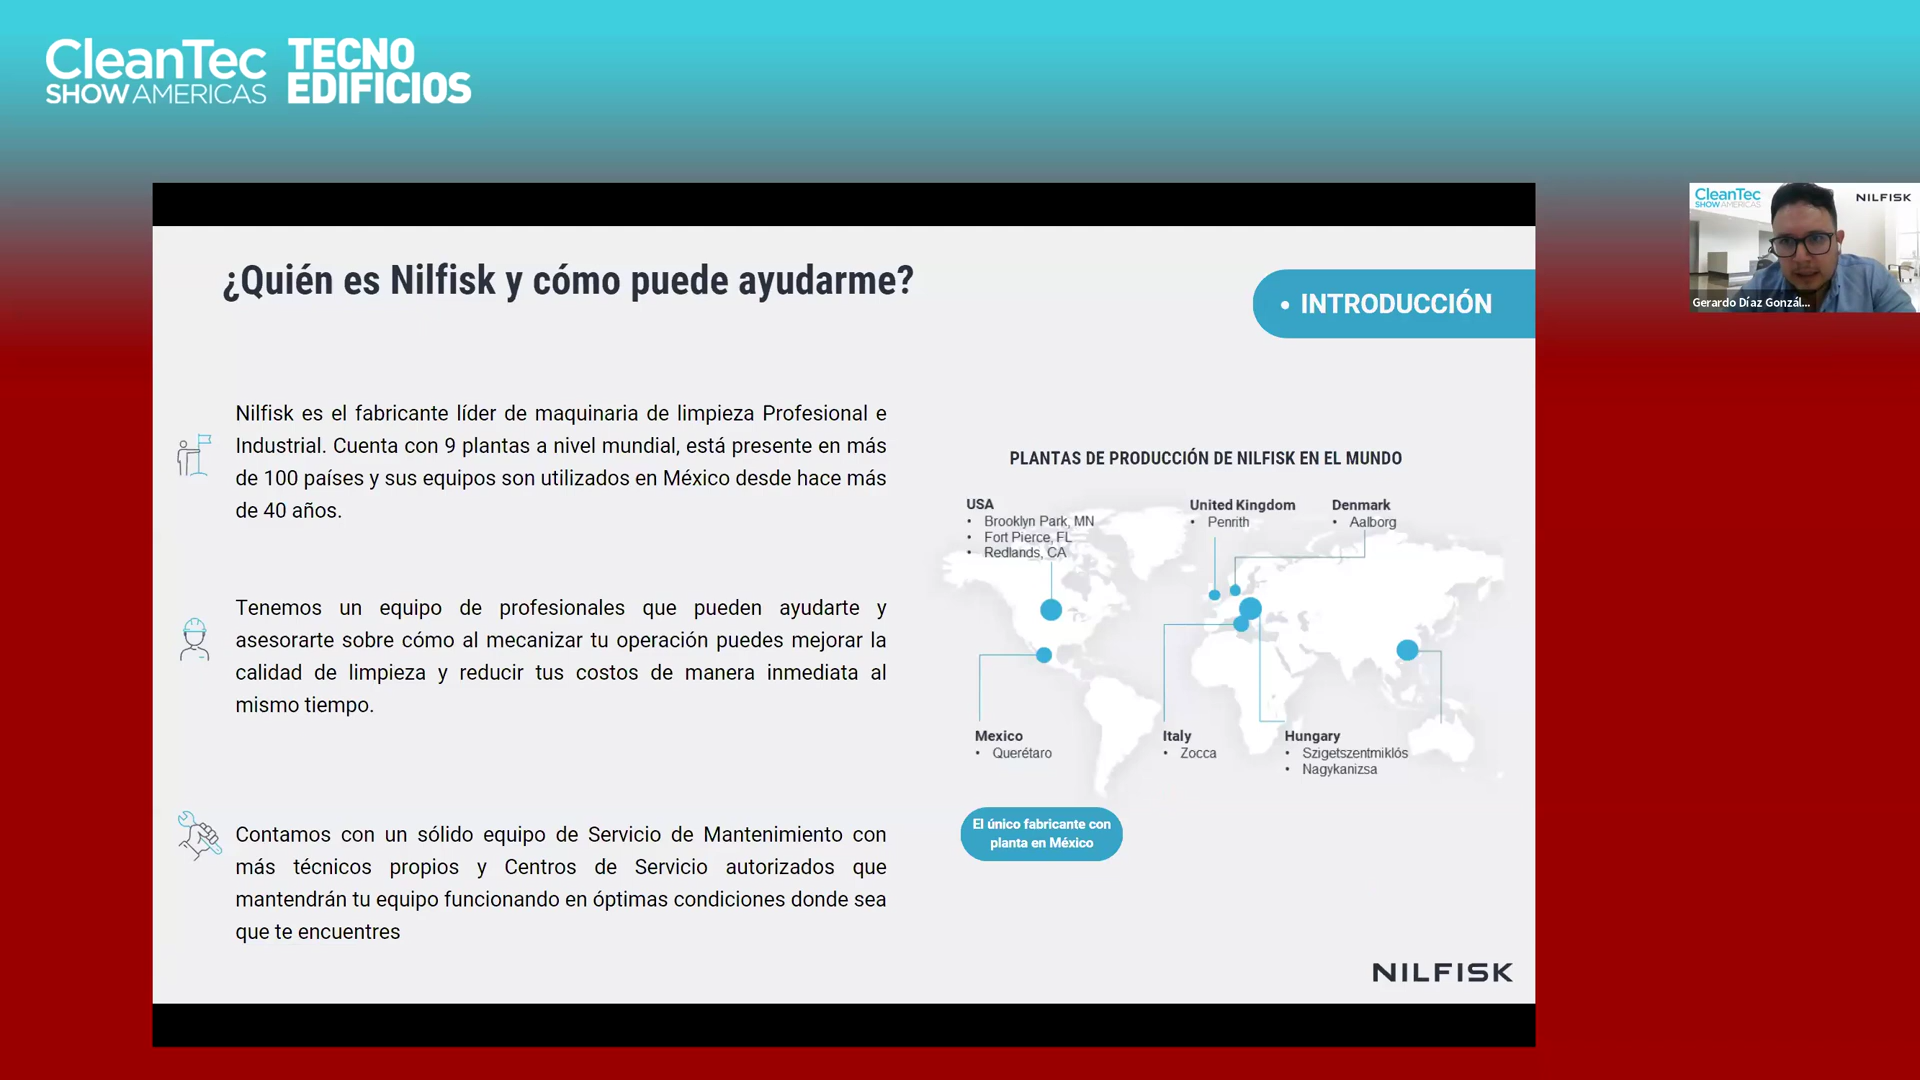 CleanTec
SHOW AMERICAS
TECNO
EDIFICIOS
¿Quién es Nilfisk y cómo puede ayudarme?
• INTRODUCCIÓN
CleanTec
SHOW AMERICAS
NILFISK
Gerardo Díaz Gonzál...
Nilfisk es el fabricante líder de maquinaria de limpieza Profesional e
Industrial. Cuenta con 9 plantas a nivel mundial, está presente en más
de 100 países y sus equipos son utilizados en México desde hace más
de 40 años.
Tenemos un equipo de profesionales que pueden ayudarte y
asesorarte sobre cómo al mecanizar tu operación puedes mejorar la
calidad de limpieza y reducir tus costos de manera inmediata al
mismo tiempo.
Contamos con un sólido equipo de Servicio de Mantenimiento con
más técnicos propios y Centros de Servicio autorizados que
mantendrán tu equipo funcionando en óptimas condiciones donde sea
que te encuentres
PLANTAS DE PRODUCCIÓN DE NILFISK EN EL MUNDO
USA
• Brooklyn Park, MN
• Fort Pierce, FL
• Redlands, CA
United Kingdom
• Penrith
Denmark
• Aalborg
Mexico
• Querétaro
Italy
• Zocca
Hungary
• Szigetszentmiklós
• Nagykanizsa
El único fabricante con
planta en México
NILFISK